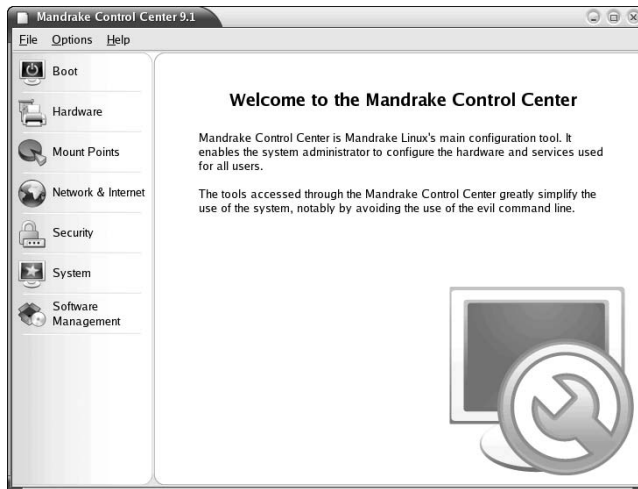 Mandrake Control Center 9.1
File Options Help
Boot
Hardware
Mount Points
Network & Internet
Security
System
Software
Management
Welcome to the Mandrake Control Center
Mandrake Control Center is Mandrake Linux's main configuration tool. It
enables the system administrator to configure the hardware and services used
for all users.
The tools accessed through the Mandrake Control Center greatly simplify the
use of the system, notably by avoiding the use of the evil command line.